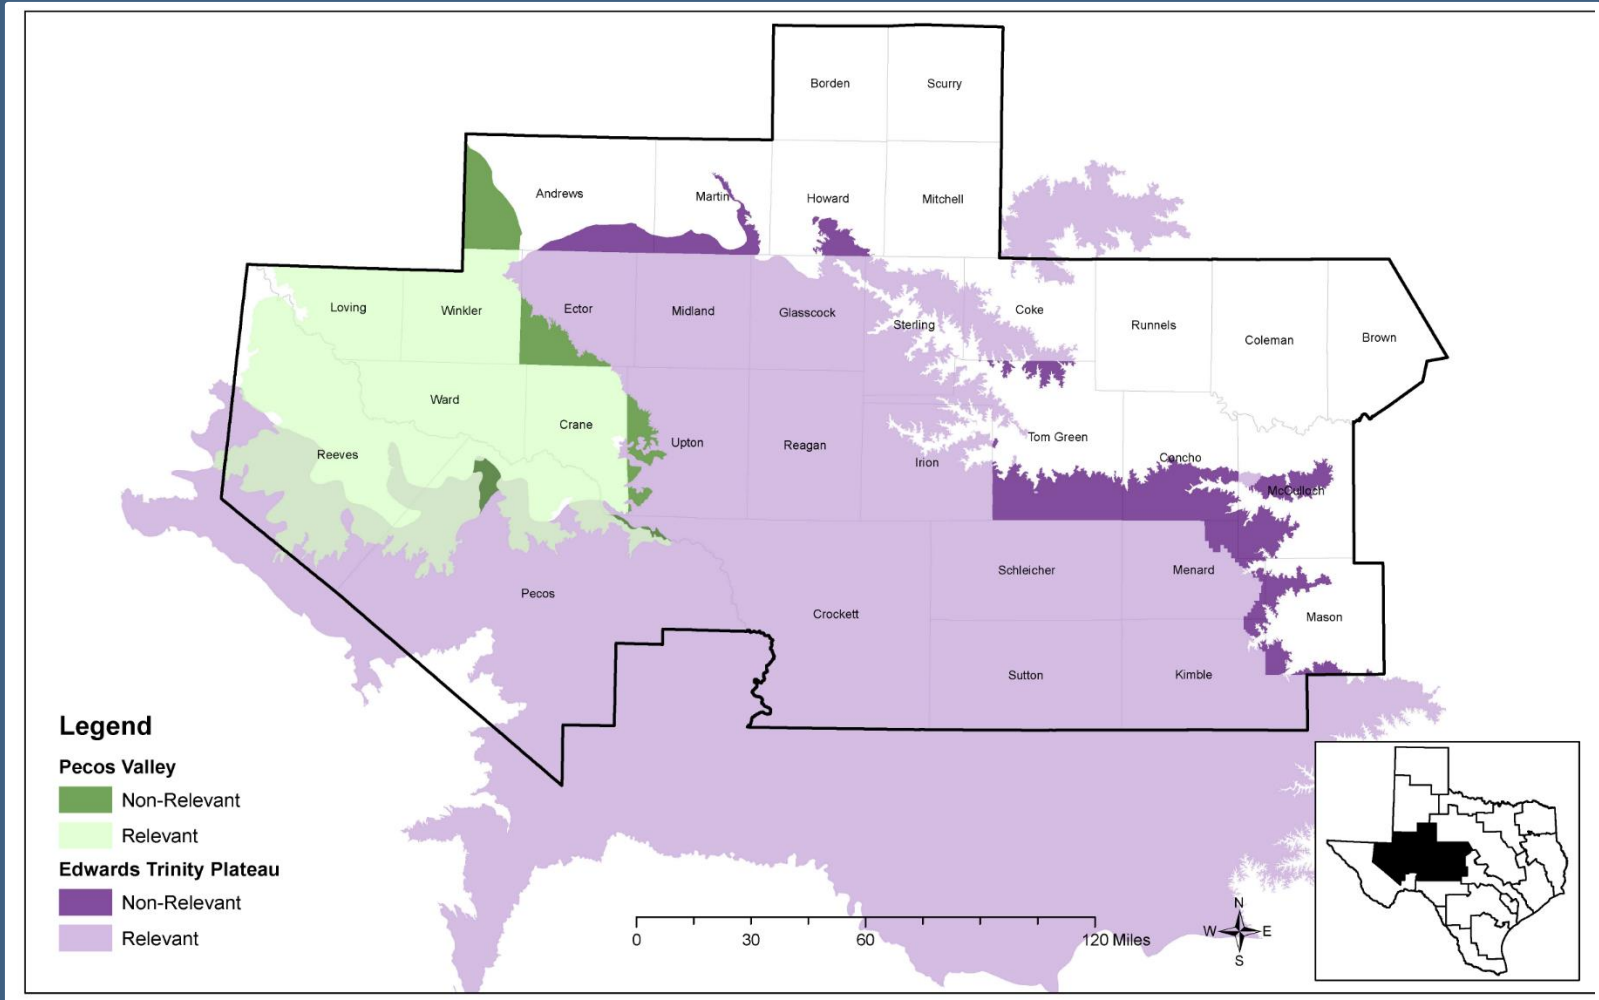 Borden
Scurry
Andrews
Martin
Howard
Mitchell
Loving
Winkler
Ector
Midland
Glasscock
Sterling
Coke
Runnels
Coleman
Brown
Ward
Crane
Upton
Reagan
Irion
Tom Green
Concho
McCulloch
Reeves
Pecos
Crockett
Schleicher
Menard
Mason
Sutton
Kimble
Legend
Pecos Valley
Non-Relevant
Relevant
Edwards Trinity Plateau
Non-Relevant
Relevant
0 30 60 120 Miles
N
W E
S